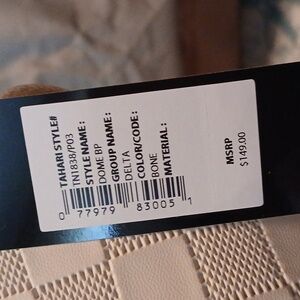 TAHARI STYLE#
TN1838/P03
STYLE NAME:
DOME BP
GROUP NAME:
DELTA
COLOR/CODE:
BONE
MATERIAL:
MSRP
$149.00
0 77979 83005 1